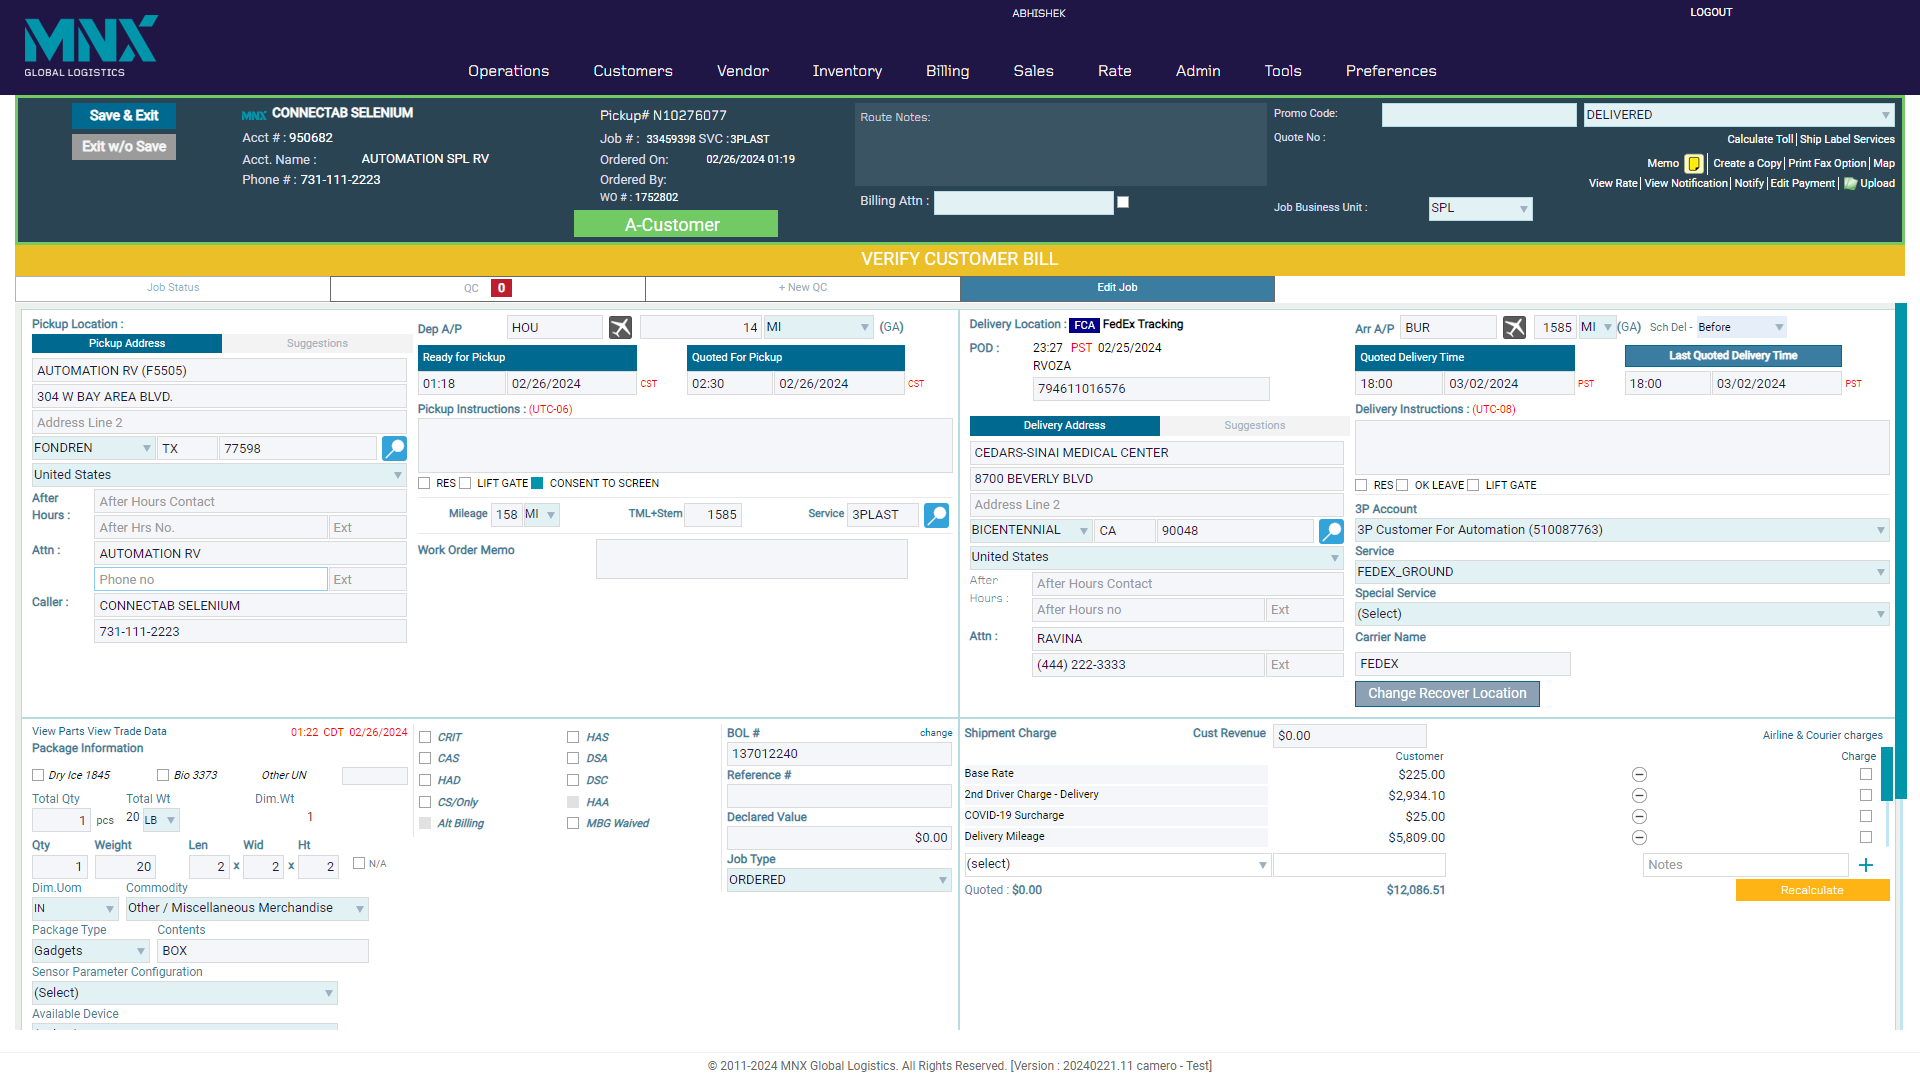 MNX
GLOBAL LOGISTICS
ABHISHEK
LOGOUT
Operations Customers Vendor Inventory Billing Sales Rate Admin Tools Preferences
Save & Exit
Exit w/o Save
MNX CONNECTAB SELENIUM
Acct # : 950682
Acct. Name : AUTOMATION SPL RV
Phone # : 731-111-2223
Pickup# N10276077
Job # : 33459398 SVC :3PLAST
Ordered On: 02/26/2024 01:19
Ordered By:
WO # : 1752802
A-Customer
Route Notes:
Billing Attn :
Promo Code:
DELIVERED
Quote No :
Calculate Toll| Ship Label Services
Memo | Create a Copy| Print Fax Option| Map
View Rate| View Notification| Notify| Edit Payment| Upload
Job Business Unit : SPL
VERIFY CUSTOMER BILL
Job Status QC 0 + New QC Edit Job
Pickup Location :
Pickup Address Suggestions
AUTOMATION RV (F5505)
304 W BAY AREA BLVD.
Address Line 2
FONDREN TX 77598
United States
After Hours : After Hours Contact
After Hrs No. Ext
Attn : AUTOMATION RV
Phone no Ext
Caller : CONNECTAB SELENIUM
731-111-2223
Dep A/P HOU 14 MI (GA)
Ready for Pickup Quoted For Pickup
01:18 02/26/2024 CST 02:30 02/26/2024 CST
Pickup Instructions : (UTC-06)
RES LIFT GATE CONSENT TO SCREEN
Mileage 158 MI TML+Stem 1585 Service 3PLAST
Work Order Memo
Delivery Location : FCA FedEx Tracking
POD : 23:27 PST 02/25/2024
RVOZA
794611016576
Delivery Address Suggestions
CEDARS-SINAI MEDICAL CENTER
8700 BEVERLY BLVD
Address Line 2
BICENTENNIAL CA 90048
United States
After Hours : After Hours Contact
After Hours no Ext
Attn : RAVINA
(444) 222-3333 Ext
Arr A/P BUR 1585 MI (GA) Sch Del - Before
Quoted Delivery Time Last Quoted Delivery Time
18:00 03/02/2024 PST 18:00 03/02/2024 PST
Delivery Instructions : (UTC-08)
RES OK LEAVE LIFT GATE
3P Account
3P Customer For Automation (510087763)
Service
FEDEX_GROUND
Special Service
(Select)
Carrier Name
FEDEX
Change Recover Location
View Parts View Trade Data 01:22 CDT 02/26/2024
Package Information
Dry Ice 1845 Bio 3373 Other UN
Total Qty Total Wt Dim.Wt
1 pcs 20 LB 1
Qty Weight Len Wid Ht
1 20 2 x 2 x 2 N/A
Dim.Uom Commodity
IN Other / Miscellaneous Merchandise
Package Type Contents
Gadgets BOX
Sensor Parameter Configuration
(Select)
Available Device
CRIT HAS
CAS DSA
HAD DSC
CS/Only HAA
Alt Billing MBG Waived
BOL # change
137012240
Reference #
Declared Value
$0.00
Job Type
ORDERED
Shipment Charge Cust Revenue $0.00 Airline & Courier charges
Customer Charge
Base Rate $225.00
2nd Driver Charge - Delivery $2,934.10
COVID-19 Surcharge $25.00
Delivery Mileage $5,809.00
(select) Notes +
Quoted : $0.00 $12,086.51 Recalculate
© 2011-2024 MNX Global Logistics. All Rights Reserved. [Version : 20240221.11 camero - Test]